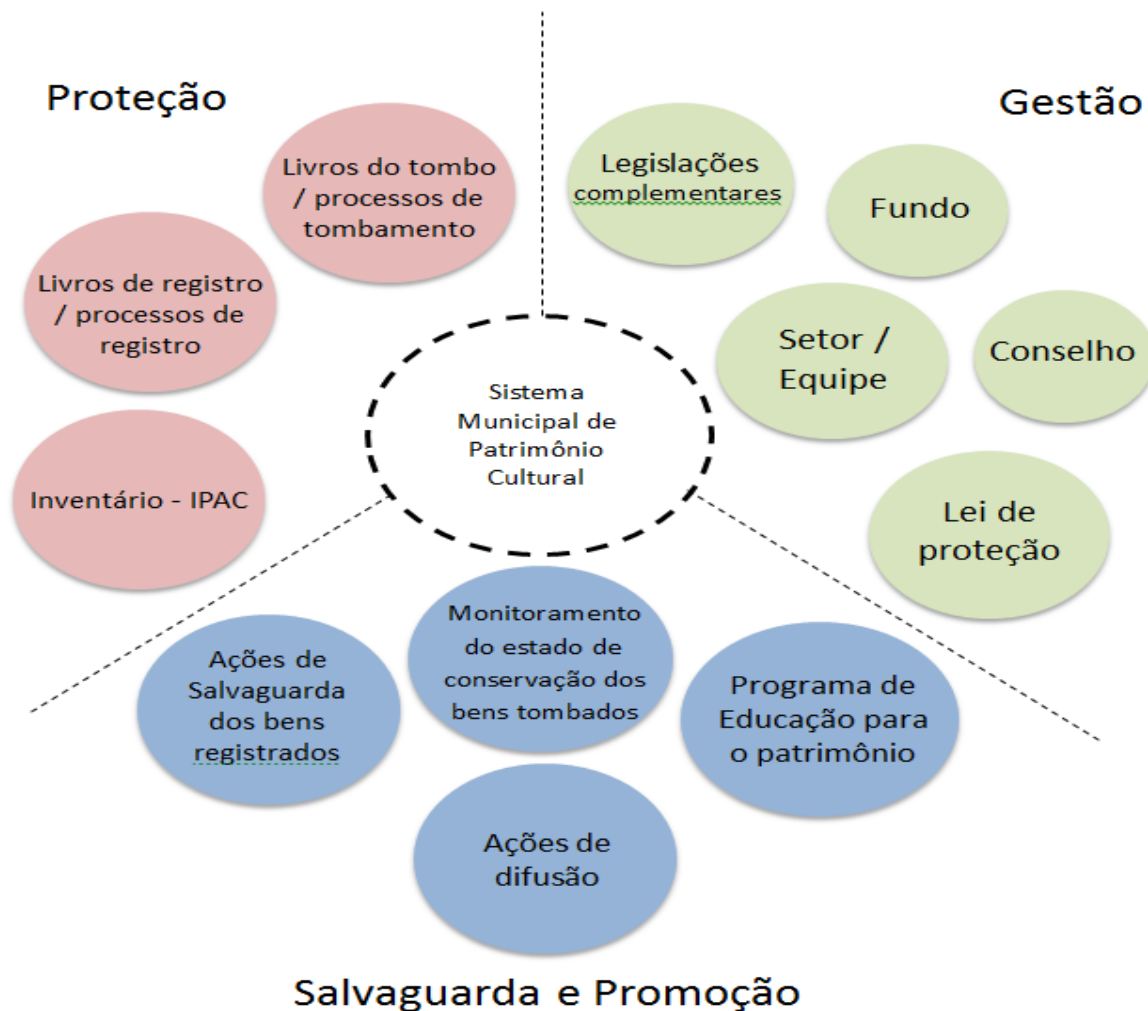 Proteção
Livros do tombo
/ processos de
tombamento
Livros de registro
/ processos de
registro
Inventário - IPAC
Gestão
Legislações
complementares
Fundo
Setor /
Equipe
Conselho
Lei de
proteção
Sistema
Municipal de
Patrimônio
Cultural
Ações de
Salvaguarda
dos bens
registrados
Monitoramento
do estado de
conservação dos
bens tombados
Programa de
Educação para
o patrimônio
Ações de
difusão
Salvaguarda e Promoção